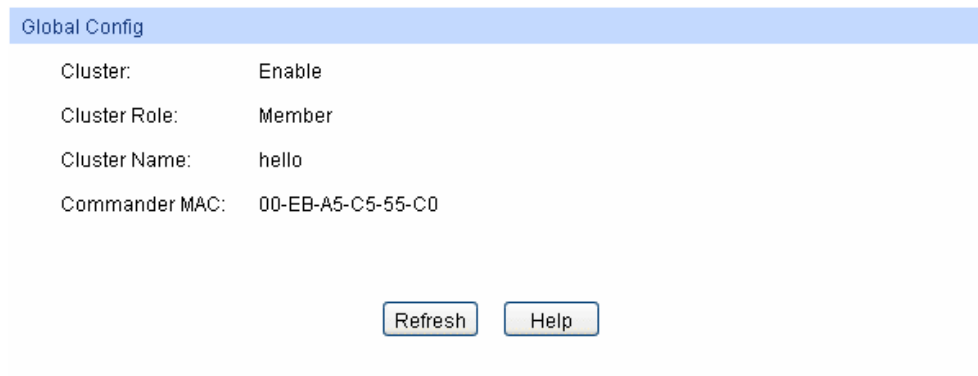 Global Config
Cluster: Enable
Cluster Role: Member
Cluster Name: hello
Commander MAC: 00-EB-A5-C5-55-C0
Refresh Help